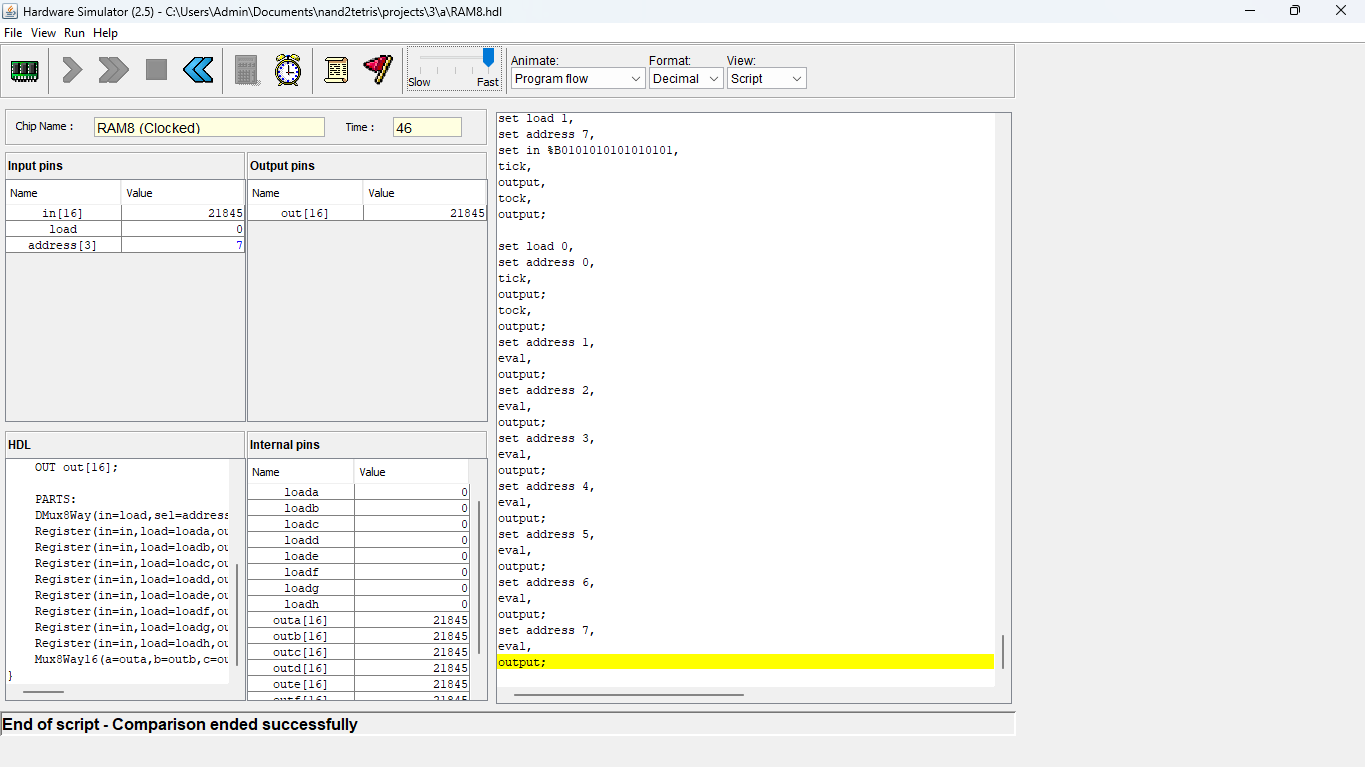 Hardware Simulator (2.5) - C:\Users\Admin\Documents\nand2tetris\projects\3\a\RAM8.hdl
File View Run Help
Slow Fast
Animate: Format: View:
Program flow Decimal Script
Chip Name : RAM8 (Clocked) Time : 46
Input pins
Name Value
in[16] 21845
load 0
address[3] 7
Output pins
Name Value
out[16] 21845
HDL
OUT out[16];
PARTS:
DMux8Way(in=load,sel=address
Register(in=in,load=loada,ou
Register(in=in,load=loadb,ou
Register(in=in,load=loadc,ou
Register(in=in,load=loadd,ou
Register(in=in,load=loade,ou
Register(in=in,load=loadf,ou
Register(in=in,load=loadg,ou
Register(in=in,load=loadh,ou
Mux8Way16(a=outa,b=outb,c=ou
}
Internal pins
Name Value
loada 0
loadb 0
loadc 0
loadd 0
loade 0
loadf 0
loadg 0
loadh 0
outa[16] 21845
outb[16] 21845
outc[16] 21845
outd[16] 21845
oute[16] 21845
outf[16] 21845
set load 1,
set address 7,
set in %B0101010101010101,
tick,
output,
tock,
output;
set load 0,
set address 0,
tick,
output;
tock,
output;
set address 1,
eval,
output;
set address 2,
eval,
output;
set address 3,
eval,
output;
set address 4,
eval,
output;
set address 5,
eval,
output;
set address 6,
eval,
output;
set address 7,
eval,
output;
End of script - Comparison ended successfully